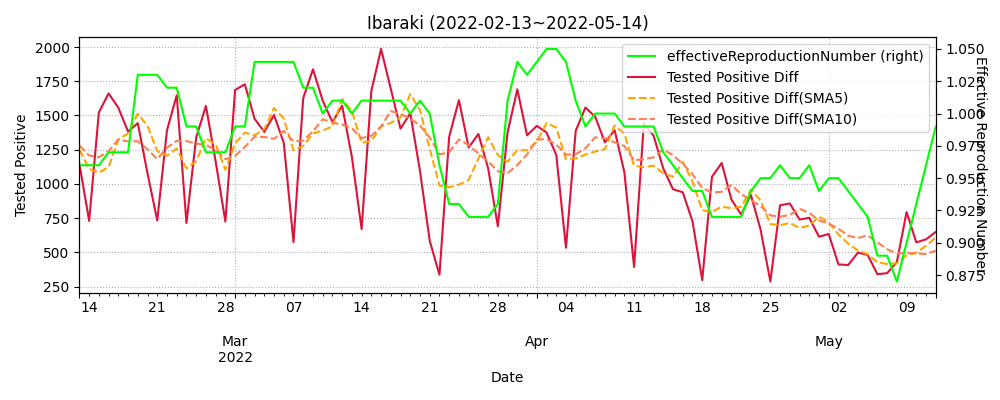 Ibaraki (2022-02-13~2022-05-14)
effectiveReproductionNumber (right)
Tested Positive Diff
Tested Positive Diff(SMA5)
Tested Positive Diff(SMA10)
Tested Positive
2000
1750
1500
1250
1000
750
500
250
Effective Reproduction Number
1.050
1.025
1.000
0.975
0.950
0.925
0.900
0.875
14 21 28 07 14 21 28 04 11 18 25 02 09
Mar Apr May
2022
Date